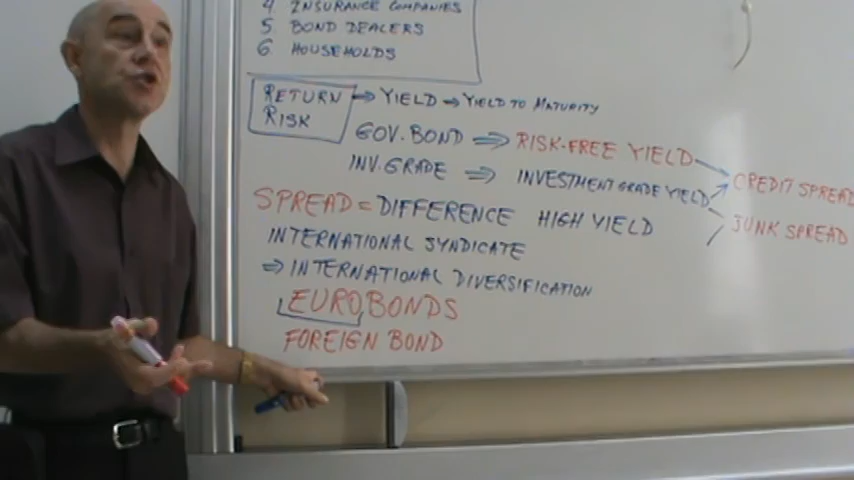 4 INSURANCE COMPANIES
5 BOND DEALERS
6 HOUSEHOLDS
RETURN → YIELD → YIELD TO MATURITY
RISK
GOV. BOND ⇒ RISK-FREE YIELD
INV. GRADE ⇒ INVESTMENT GRADE YIELD
CREDIT SPREAD
SPREAD = DIFFERENCE HIGH YIELD
JUNK SPREAD
INTERNATIONAL SYNDICATE
⇒ INTERNATIONAL DIVERSIFICATION
EUROBONDS
FOREIGN BOND